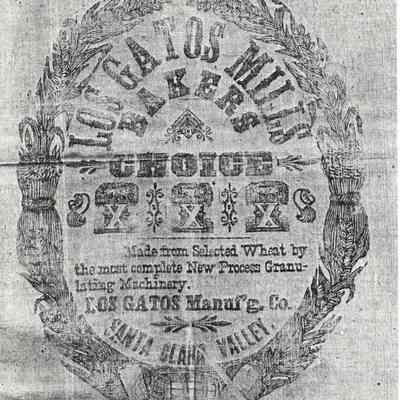 LOS GATOS MILLS
BAKERS
CHOICE
XXX
Made from Selected Wheat by
the most complete New Process Granu-
lating Machinery.
LOS GATOS Manuf'g. Co.
SANTA CLARA VALLEY.